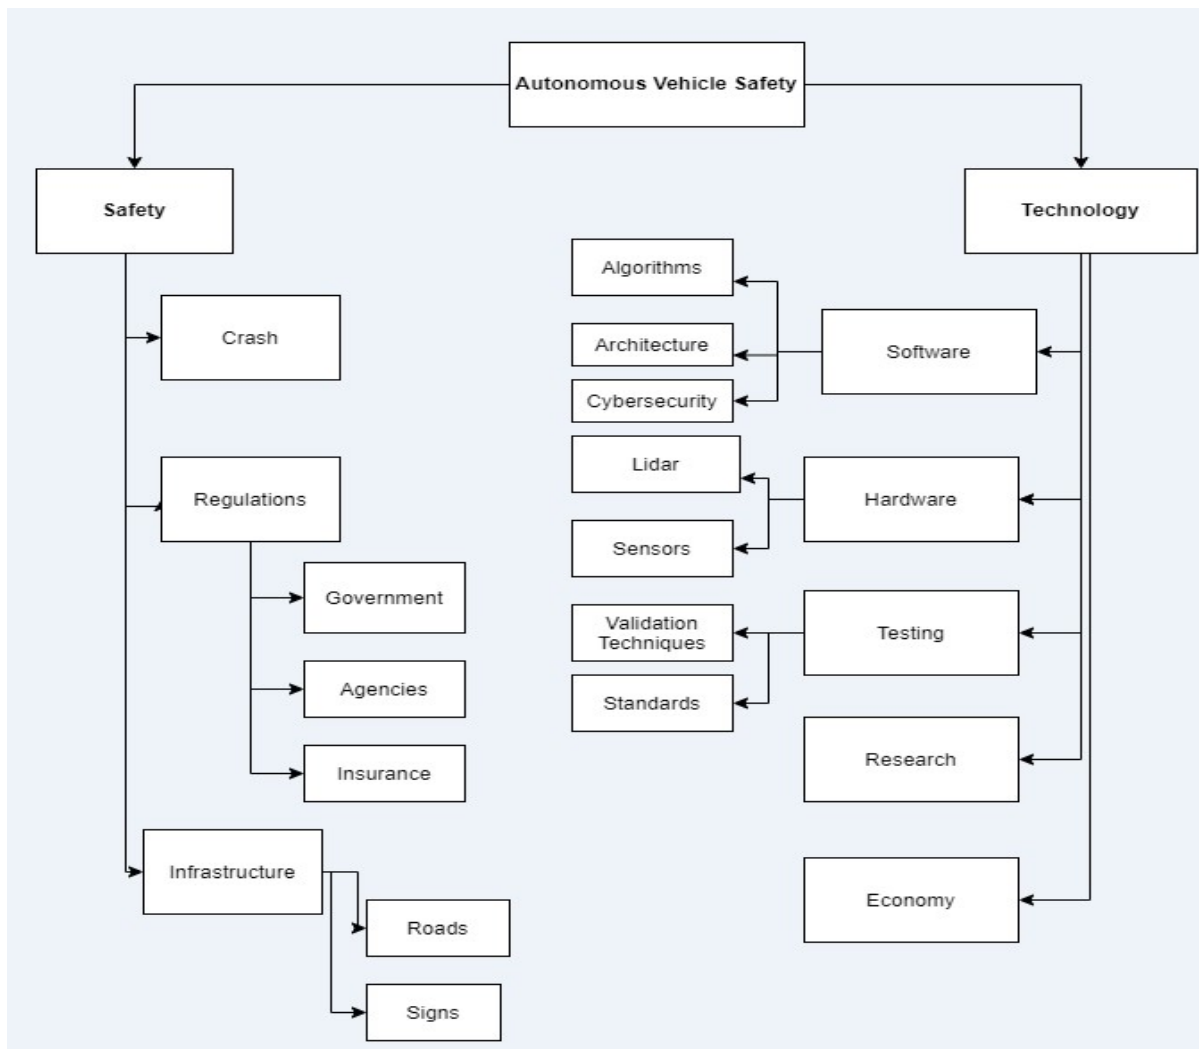 Autonomous Vehicle Safety
Safety
Technology
Crash
Regulations
Government
Agencies
Insurance
Infrastructure
Roads
Signs
Algorithms
Architecture
Cybersecurity
Software
Lidar
Sensors
Hardware
Validation
Techniques
Standards
Testing
Research
Economy